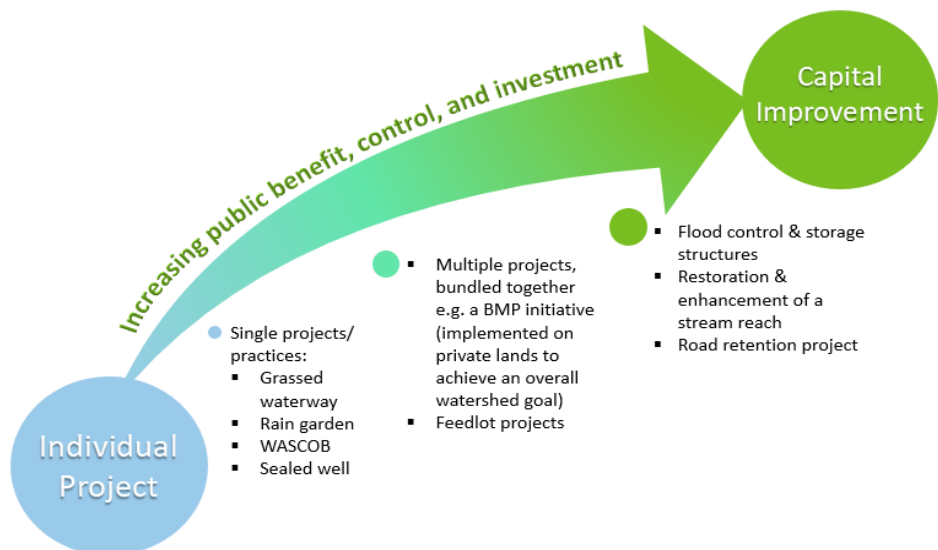 Increasing public benefit, control, and investment
Capital
Improvement
Individual
Project
● Single projects/
practices:
▪ Grassed
waterway
▪ Rain garden
▪ WASCOB
▪ Sealed well
▪ Multiple projects,
bundled together
e.g. a BMP initiative
(implemented on
private lands to
achieve an overall
watershed goal)
▪ Feedlot projects
▪ Flood control & storage
structures
▪ Restoration &
enhancement of a
stream reach
▪ Road retention project